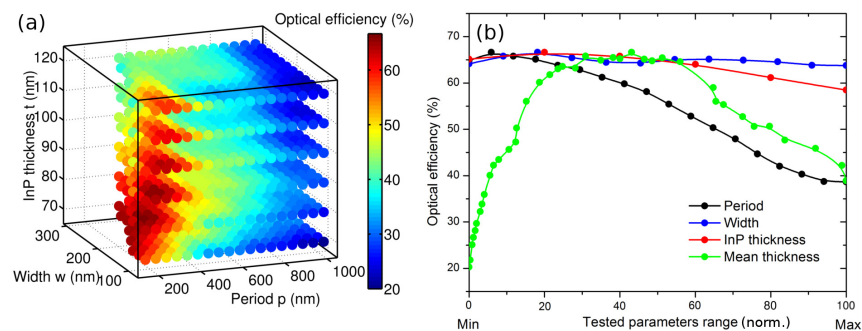 (a)
Optical efficiency (%)
InP thickness t (nm)
120
110
100
90
80
70
300
200
100
Width w (nm)
200
400
600
800
1000
Period p (nm)
60
50
40
30
20
(b)
Optical efficiency (%)
70
60
50
40
30
20
Period
Width
InP thickness
Mean thickness
0 20 40 60 80 100
Min Tested parameters range (norm.) Max